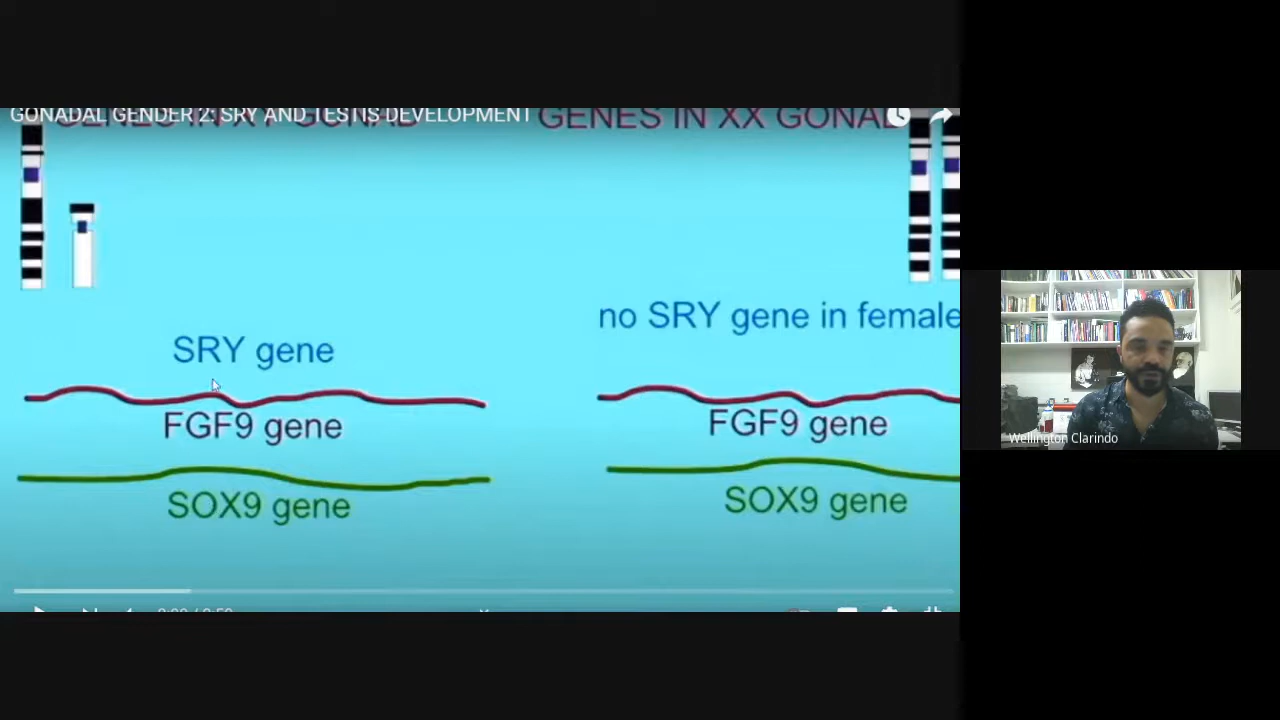 GONADAL GENDER 2: SRY AND TESTIS DEVELOPMENT
GENES IN XX GONAD
no SRY gene in female
SRY gene
FGF9 gene
FGF9 gene
SOX9 gene
SOX9 gene
Wellington Clarindo